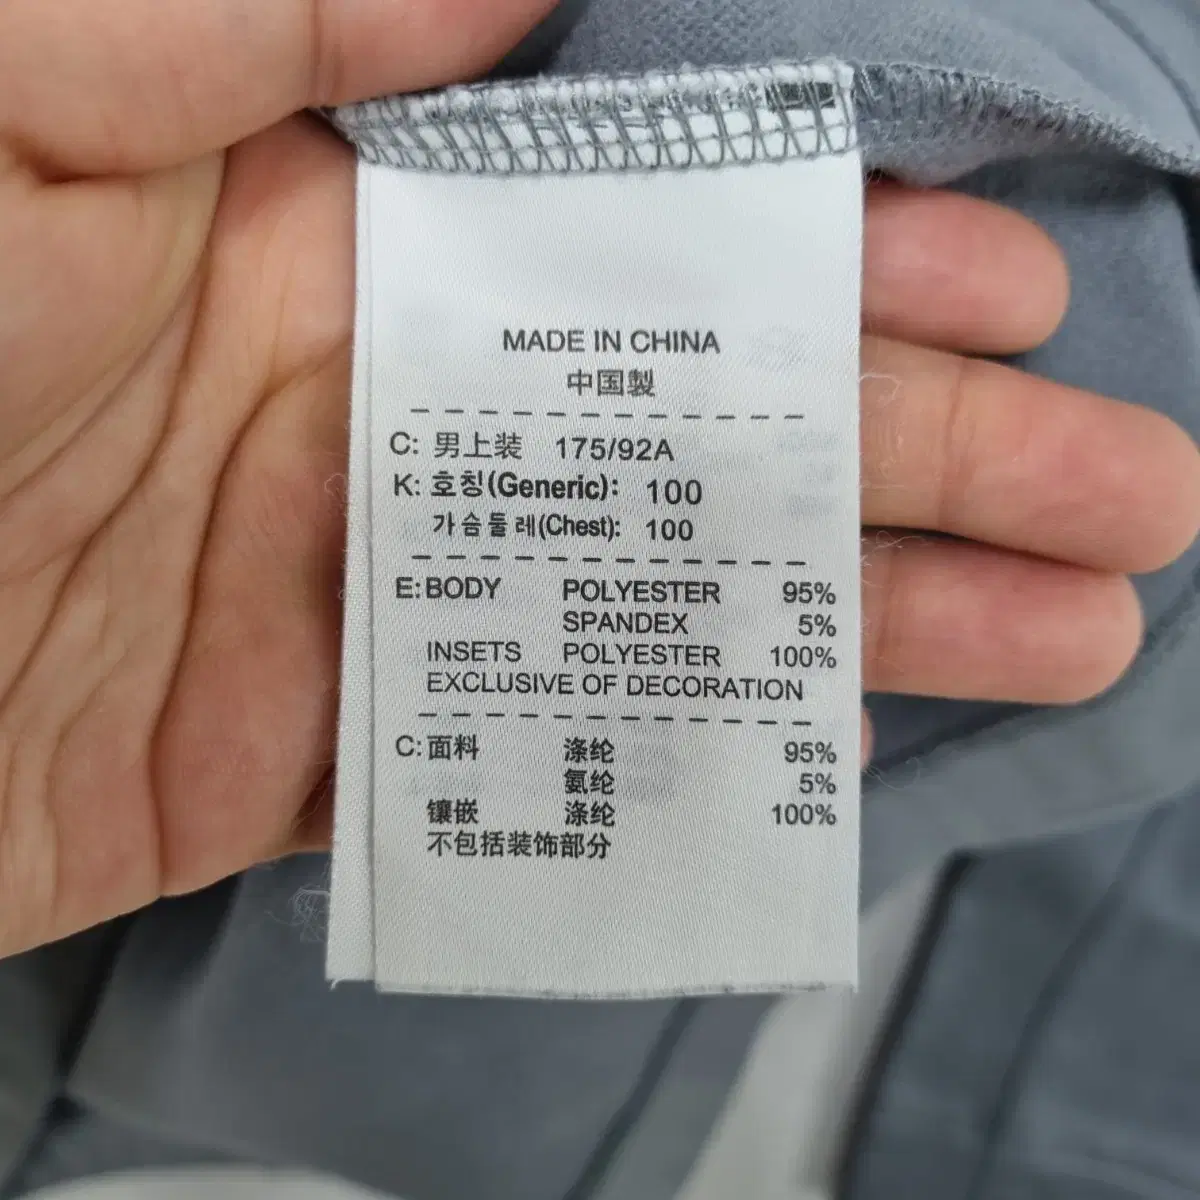 MADE IN CHINA
中国製
C: 男上装 175/92A
K: 호칭(Generic): 100
가슴둘레(Chest): 100
E: BODY POLYESTER 95%
SPANDEX 5%
INSETS POLYESTER 100%
EXCLUSIVE OF DECORATION
C: 面料 涤纶 95%
氨纶 5%
镶嵌 涤纶 100%
不包括装饰部分